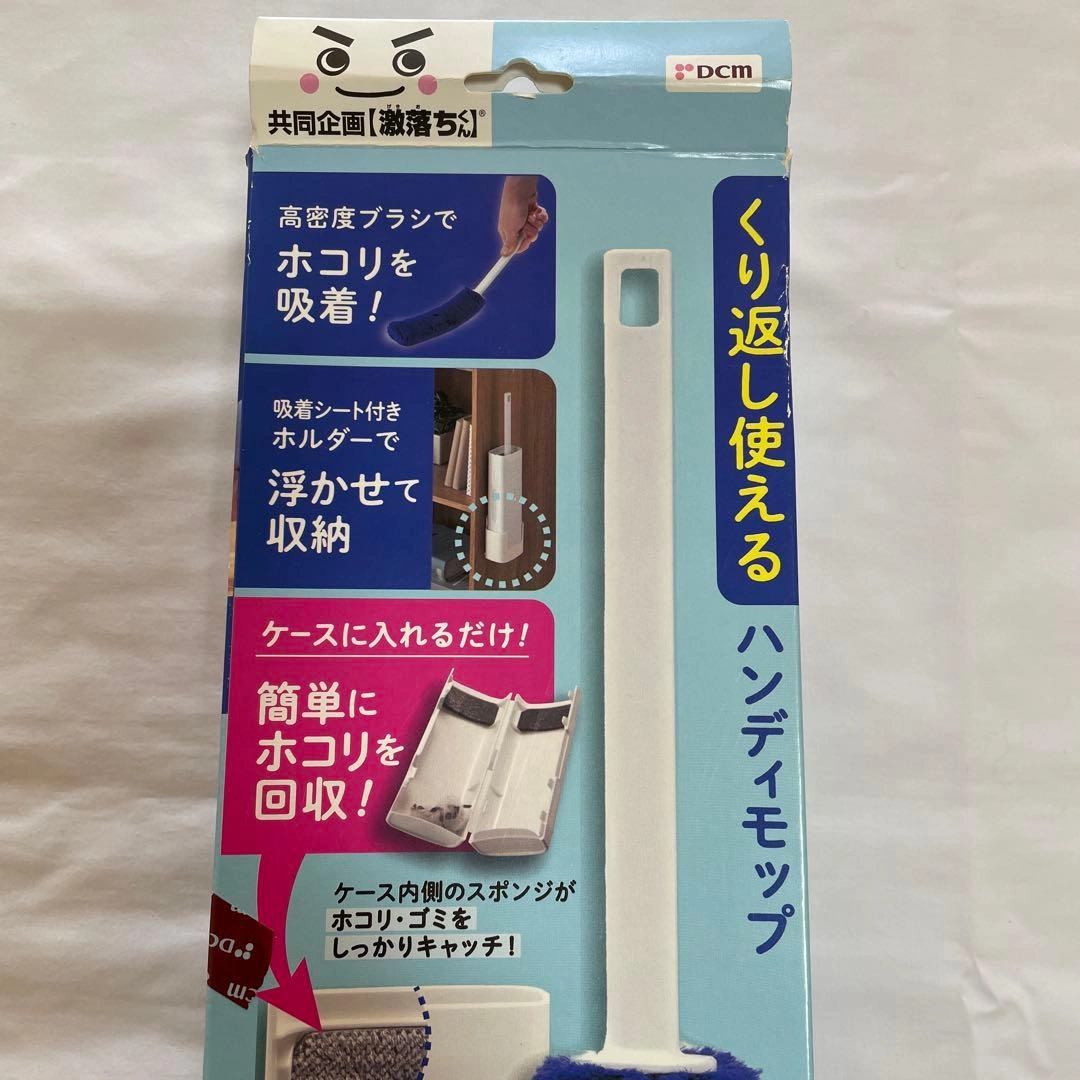 共同企画【激落ちくん】®
げきお
DCM
高密度ブラシで
ホコリを
吸着！
吸着シート付き
ホルダーで
浮かせて
収納
ケースに入れるだけ！
簡単に
ホコリを
回収！
ケース内側のスポンジが
ホコリ・ゴミを
しっかりキャッチ！
くり返し使える
ハンディモップ
DC
cm